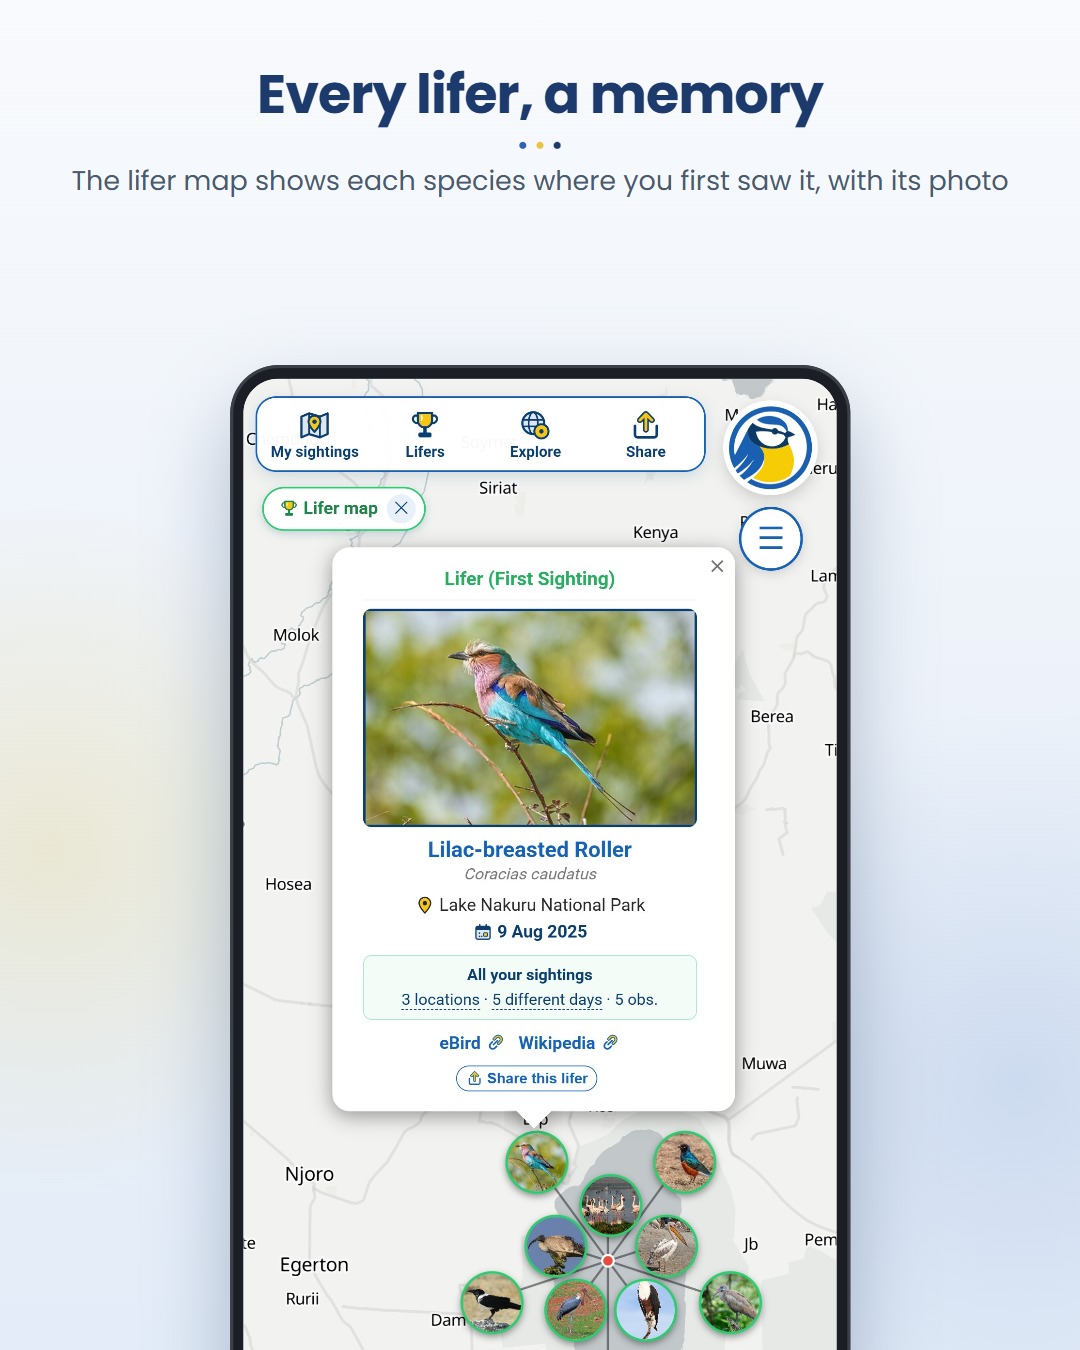 Every lifer, a memory
The lifer map shows each species where you first saw it, with its photo
My sightings
Lifers
Explore
Share
Lifer map
Siriat
Kenya
Lifer (First Sighting)
Molok
Berea
Hosea
Lilac-breasted Roller
Coracias caudatus
Lake Nakuru National Park
9 Aug 2025
All your sightings
3 locations · 5 different days · 5 obs.
eBird Wikipedia
Share this lifer
Muwa
Njoro
Jb
Egerton
Rurii